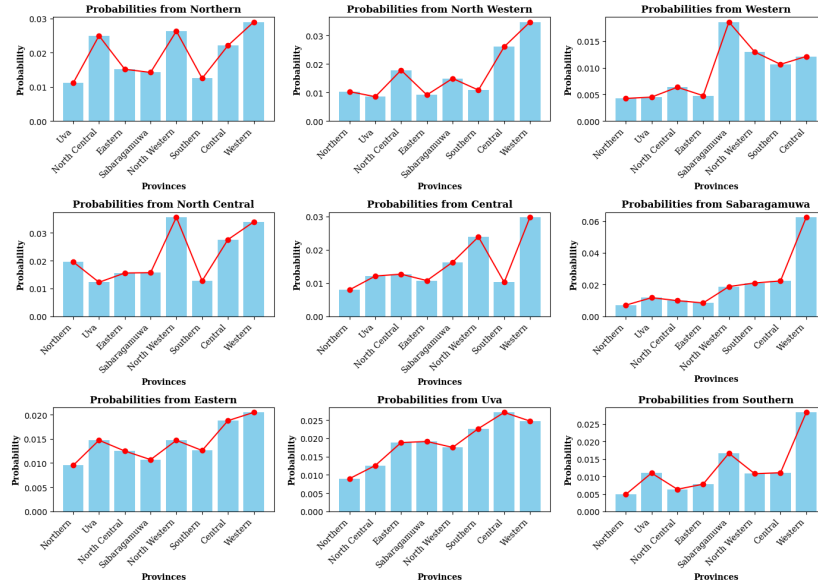 Probabilities from Northern
Probability
0.03
0.02
0.01
0.00
Uva
North Central
Eastern
Sabaragamuwa
North Western
Southern
Central
Western
Provinces
Probabilities from North Western
Probability
0.03
0.02
0.01
0.00
Northern
Uva
North Central
Eastern
Sabaragamuwa
Southern
Central
Western
Provinces
Probabilities from Western
Probability
0.015
0.010
0.005
0.000
Northern
Uva
North Central
Eastern
Sabaragamuwa
North Western
Southern
Central
Provinces
Probabilities from North Central
Probability
0.03
0.02
0.01
0.00
Northern
Uva
Eastern
Sabaragamuwa
North Western
Southern
Central
Western
Provinces
Probabilities from Central
Probability
0.03
0.02
0.01
0.00
Northern
Uva
North Central
Eastern
Sabaragamuwa
North Western
Southern
Western
Provinces
Probabilities from Sabaragamuwa
Probability
0.06
0.04
0.02
0.00
Northern
Uva
North Central
Eastern
North Western
Southern
Central
Western
Provinces
Probabilities from Eastern
Probability
0.020
0.015
0.010
0.005
0.000
Northern
Uva
North Central
Sabaragamuwa
North Western
Southern
Central
Western
Provinces
Probabilities from Uva
Probability
0.025
0.020
0.015
0.010
0.005
0.000
Northern
North Central
Eastern
Sabaragamuwa
North Western
Southern
Central
Western
Provinces
Probabilities from Southern
Probability
0.025
0.020
0.015
0.010
0.005
0.000
Northern
Uva
North Central
Eastern
Sabaragamuwa
North Western
Central
Western
Provinces